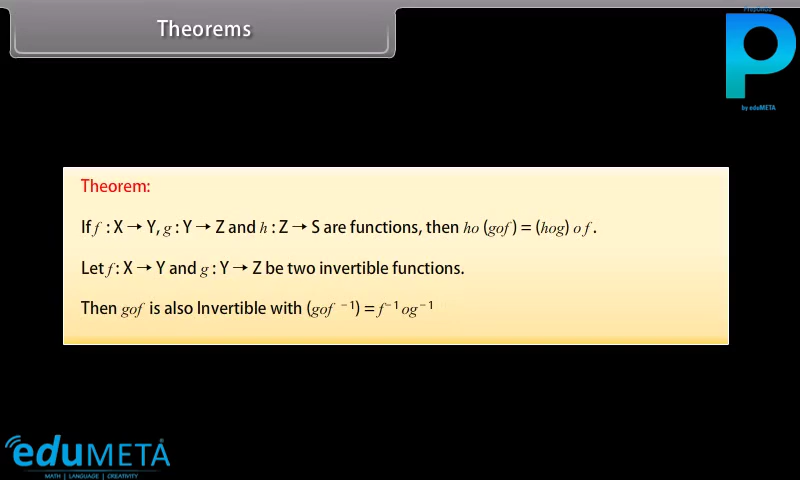 Theorems
Preponds
P
by eduMETA
Theorem:
If f : X → Y, g : Y → Z and h : Z → S are functions, then ho (gof) = (hog) o f.
Let f : X → Y and g : Y → Z be two invertible functions.
Then gof is also Invertible with (gof ⁻¹) = f⁻¹ og⁻¹
eduMETA®
MATH | LANGUAGE | CREATIVITY